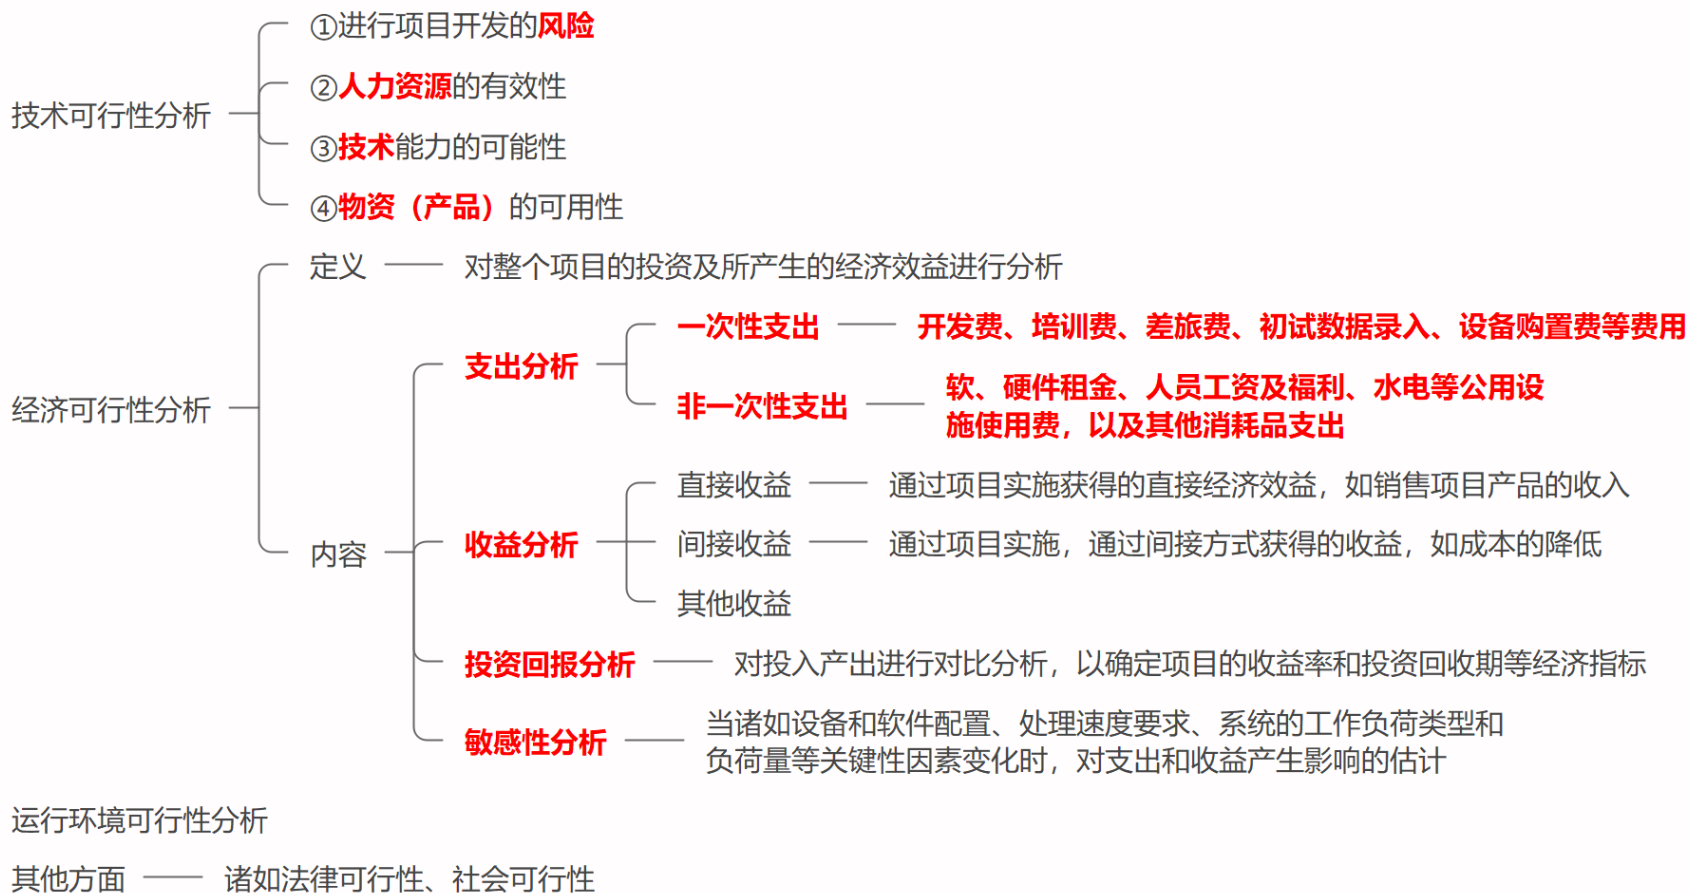 ①进行项目开发的风险
②人力资源的有效性
技术可行性分析
③技术能力的可能性
④物资（产品）的可用性
定义
对整个项目的投资及所产生的经济效益进行分析
一次性支出
开发费、培训费、差旅费、初试数据录入、设备购置费等费用
支出分析
非一次性支出
软、硬件租金、人员工资及福利、水电等公用设
施使用费，以及其他消耗品支出
经济可行性分析
直接收益
通过项目实施获得的直接经济效益，如销售项目产品的收入
内容
收益分析
间接收益
通过项目实施，通过间接方式获得的收益，如成本的降低
其他收益
投资回报分析
对投入产出进行对比分析，以确定项目的收益率和投资回收期等经济指标
敏感性分析
当诸如设备和软件配置、处理速度要求、系统的工作负荷类型和
负荷量等关键性因素变化时，对支出和收益产生影响的估计
运行环境可行性分析
其他方面
诸如法律可行性、社会可行性